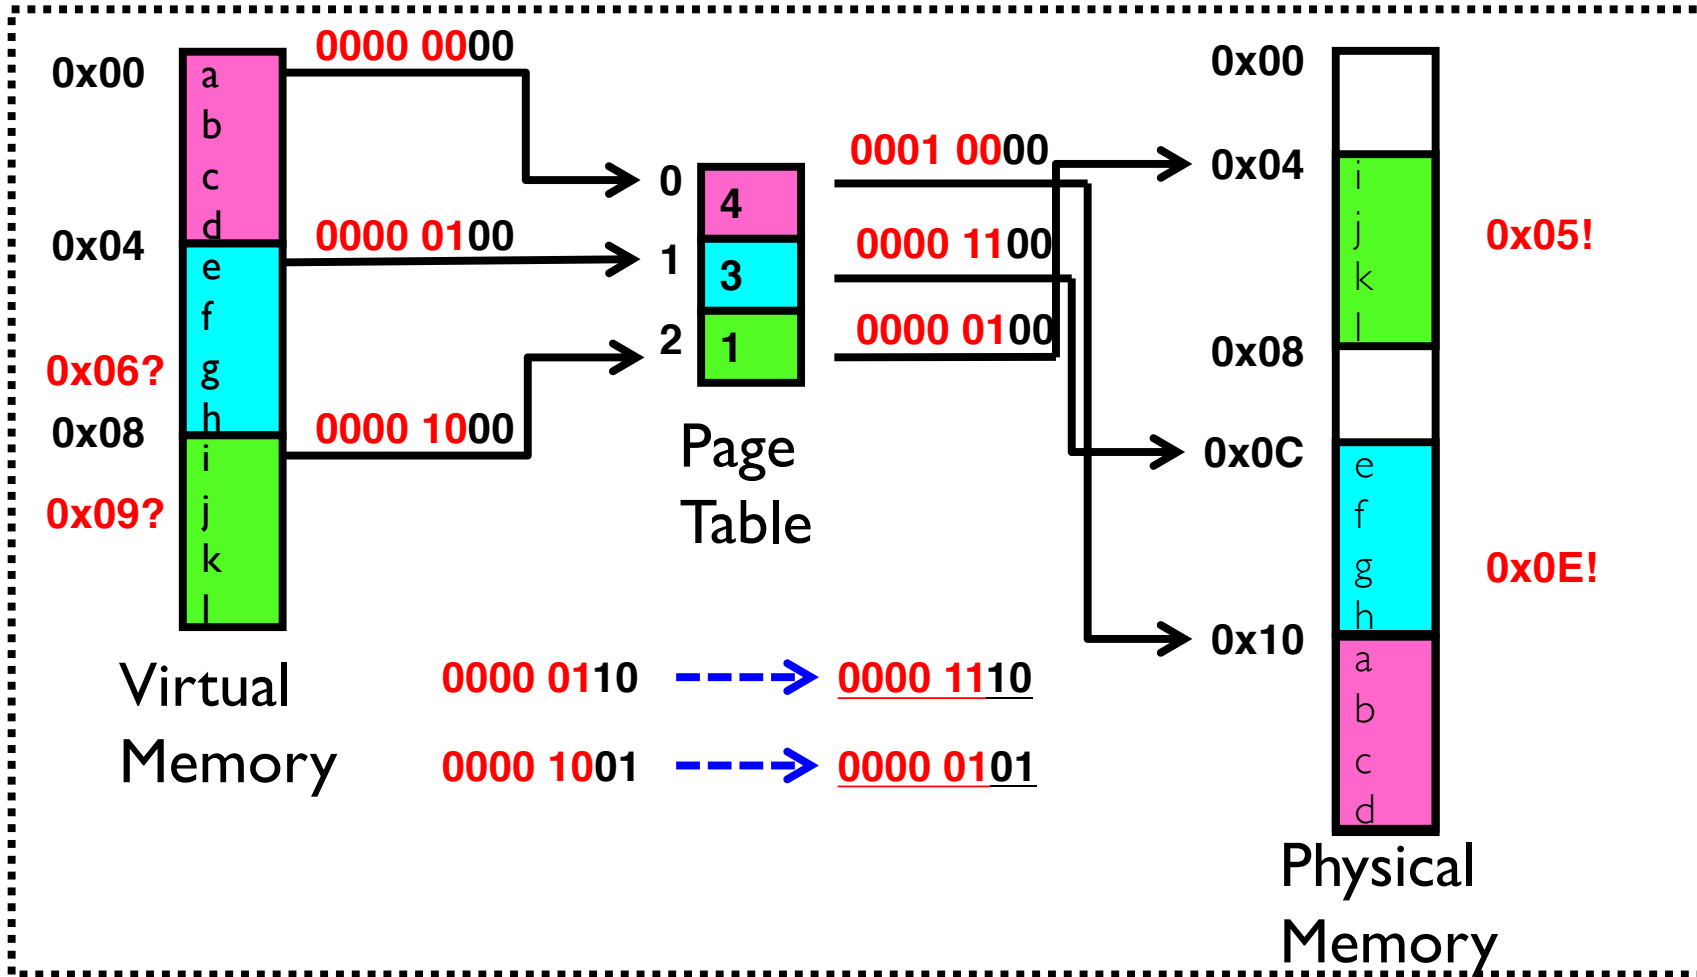 0x00
a
b
c
d
0x04
e
f
0x06?
g
h
0x08
i
0x09?
j
k
l
Virtual
Memory
0000 0000
0000 0100
0000 1000
0
4
1
3
2
1
Page
Table
0001 0000
0000 1100
0000 0100
0000 0110
0000 1110
0000 1001
0000 0101
0x00
0x04
i
j
0x05!
k
l
0x08
0x0C
e
f
g
0x0E!
h
0x10
a
b
c
d
Physical
Memory